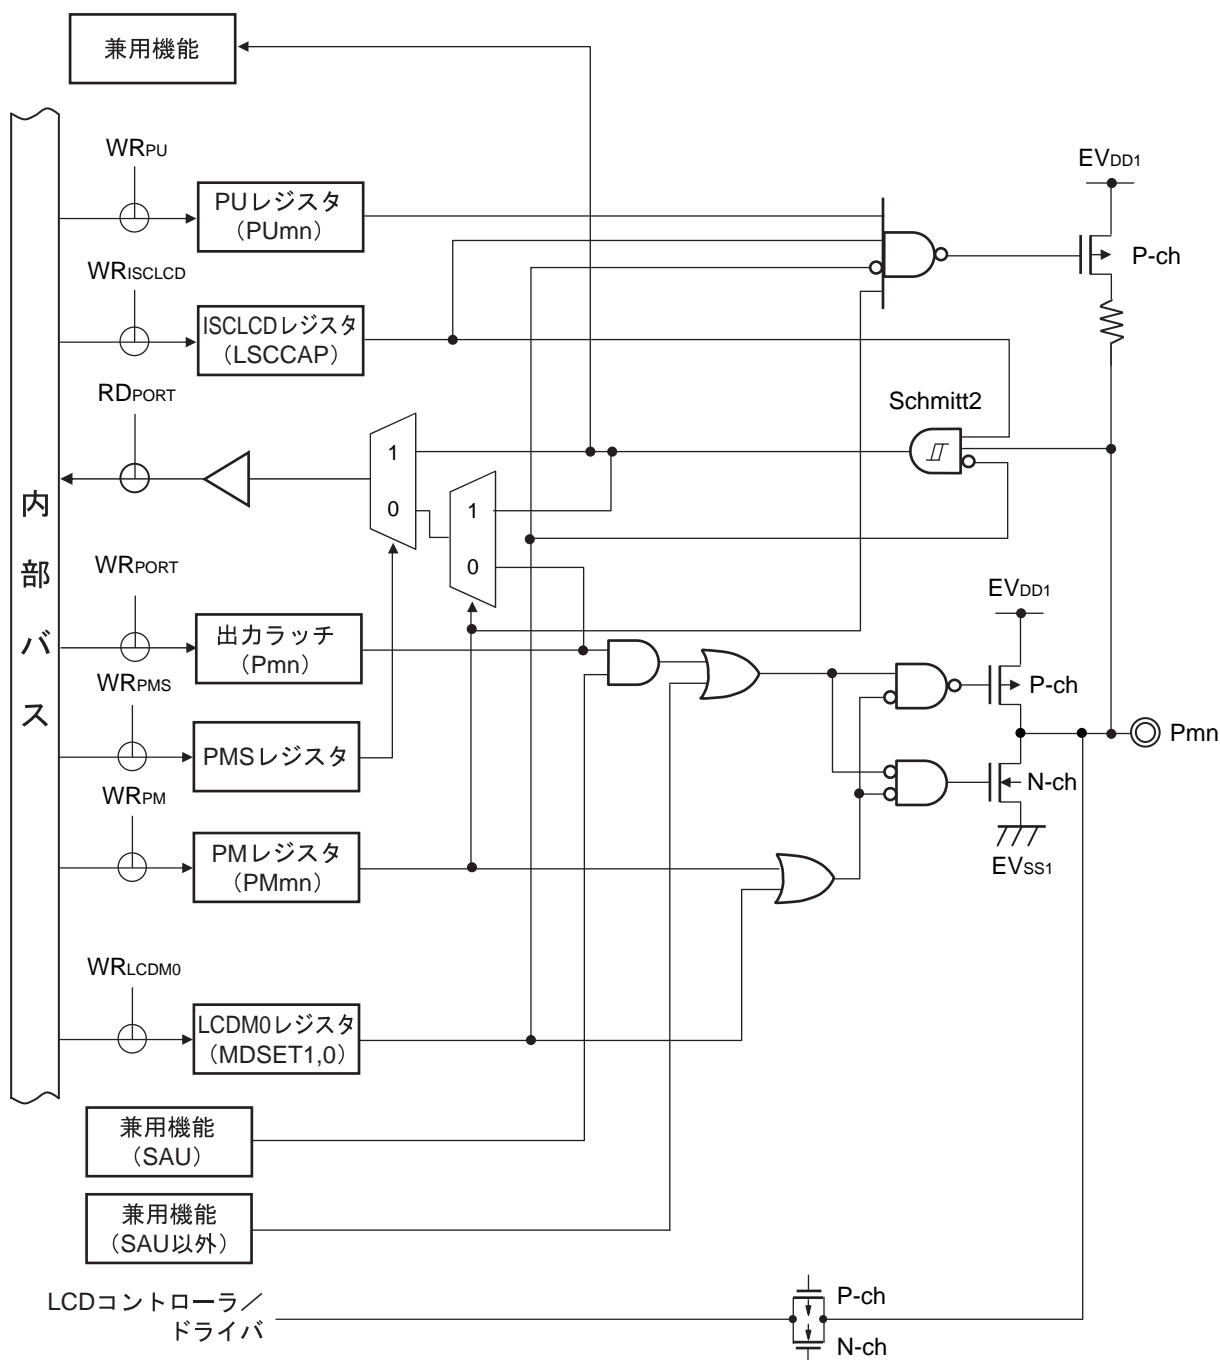 兼用機能
WRPU
PUレジスタ
(PUmn)
EVDD1
P-ch
WRISCLCD
ISCLCDレジスタ
(LSCCAP)
RDPORT
Schmitt2
1
0
1
0
内部バス
WRPORT
出力ラッチ
(Pmn)
EVDD1
P-ch
WRPMS
PMSレジスタ
Pmn
N-ch
EVSS1
WRPM
PMレジスタ
(PMmn)
WRLCDM0
LCDM0レジスタ
(MDSET1,0)
兼用機能
(SAU)
兼用機能
(SAU以外)
LCDコントローラ/
ドライバ
P-ch
N-ch